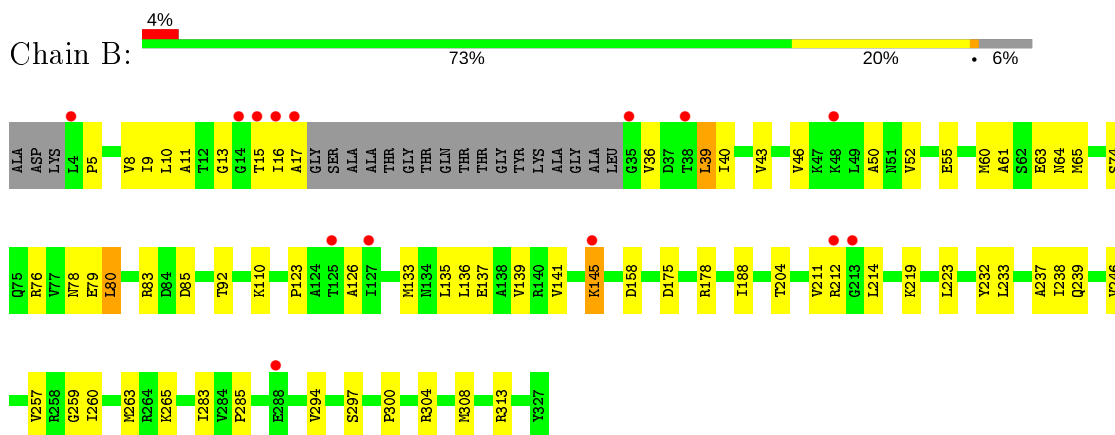 4%
Chain B:
73% 20% • 6%
ALA ASP LYS L4 P5 V8 I9 L10 A11 T12 G13 G14 T15 I16 A17 GLY SER ALA ALA THR GLY THR GLN THR THR GLY TYR LYS ALA GLY ALA LEU G35 V36 D37 T38 L39 I40 V43 V46 K47 K48 L49 A50 N51 V52 E55 M60 A61 S62 E63 N64 M65 S74
Q75 R76 V77 N78 E79 L80 R83 D84 D85 T92 K110 P123 A124 T125 A126 I127 M133 N134 L135 L136 E137 A138 V139 R140 V141 K145 D158 D175 R178 I188 T204 V211 R212 G213 L214 K219 L223 Y232 L233 A237 I238 Q239 V246
V257 R258 G259 I260 M263 R264 K265 I283 V284 P285 E288 V294 S297 P300 R304 M308 R313 Y327